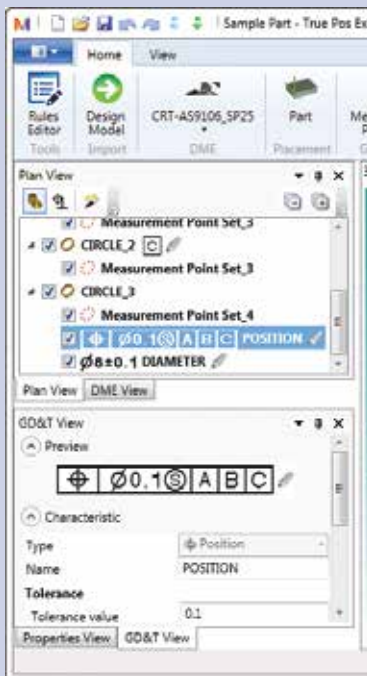 Sample Part - True Pos Ex
Home View
Rules Editor
Design Model
CRT-AS9106_SP25
Part
Me
P
Tools Import DME Placement G
Plan View
Measurement Point Set_3
CIRCLE_2 C
Measurement Point Set_3
CIRCLE_3
Measurement Point Set_4
⌖ Ø0.1Ⓢ A B C POSITION
Ø8±0.1 DIAMETER
Plan View DME View
GD&T View
Preview
⌖ Ø0.1Ⓢ A B C
Characteristic
Type Position
Name POSITION
Tolerance
Tolerance value 0.1
Properties View GD&T View